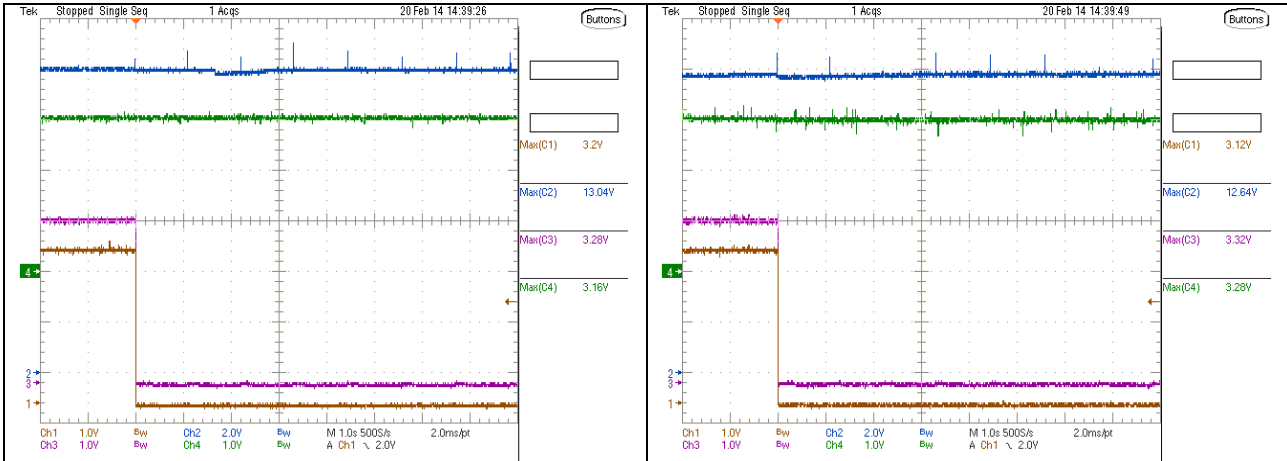 Tek Stopped Single Seq 1 Acqs 20 Feb 14 14:39:26
Buttons
Max(C1) 3.2V
Max(C2) 13.04V
Max(C3) 3.28V
4
Max(C4) 3.16V
2
3
1
Ch1 1.0V Bw Ch2 2.0V Bw M 1.0s 500S/s 2.0ms/pt
Ch3 1.0V Bw Ch4 1.0V Bw A Ch1 \ 2.0V
Tek Stopped Single Seq 1 Acqs 20 Feb 14 14:39:49
Buttons
Max(C1) 3.12V
Max(C2) 12.64V
Max(C3) 3.32V
4
Max(C4) 3.28V
2
3
1
Ch1 1.0V Bw Ch2 2.0V Bw M 1.0s 500S/s 2.0ms/pt
Ch3 1.0V Bw Ch4 1.0V Bw A Ch1 \ 2.0V